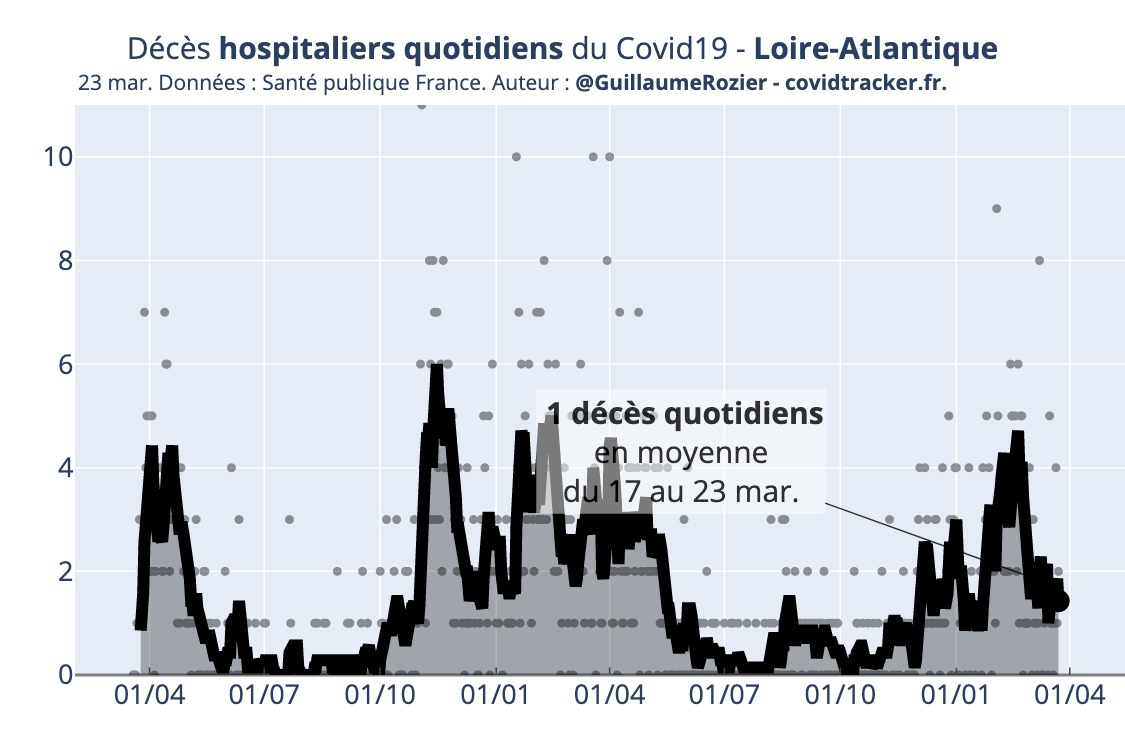 Décès hospitaliers quotidiens du Covid19 - Loire-Atlantique
23 mar. Données : Santé publique France. Auteur : @GuillaumeRozier - covidtracker.fr.
10
8
6
1 décès quotidiens
en moyenne
4
du 17 au 23 mar.
2
0
01/04 01/07 01/10 01/01 01/04 01/07 01/10 01/01 01/04